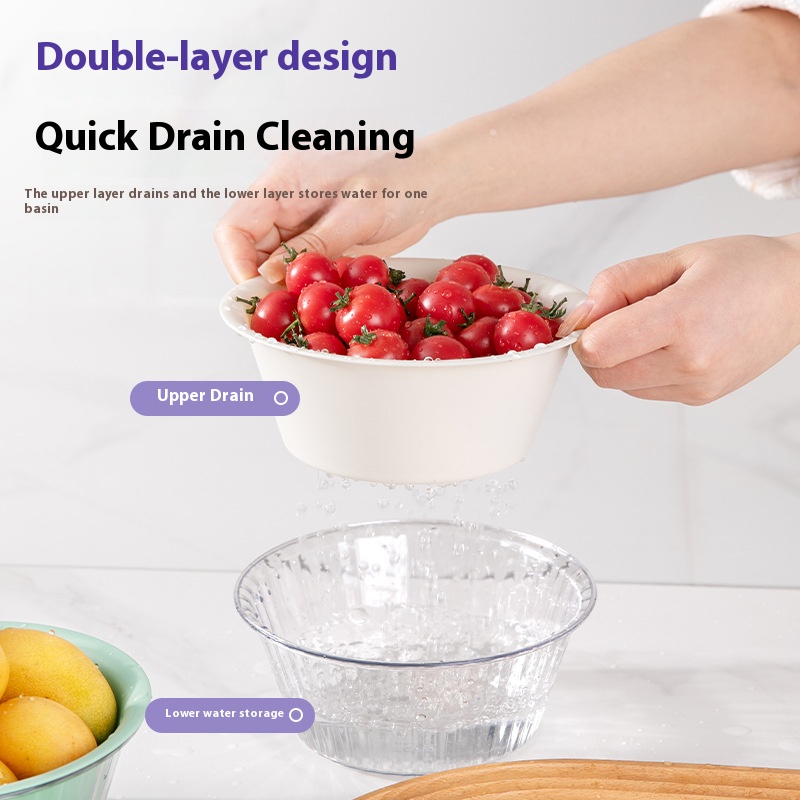 Double-layer design
Quick Drain Cleaning
The upper layer drains and the lower layer stores water for one
basin
Upper Drain
Lower water storage